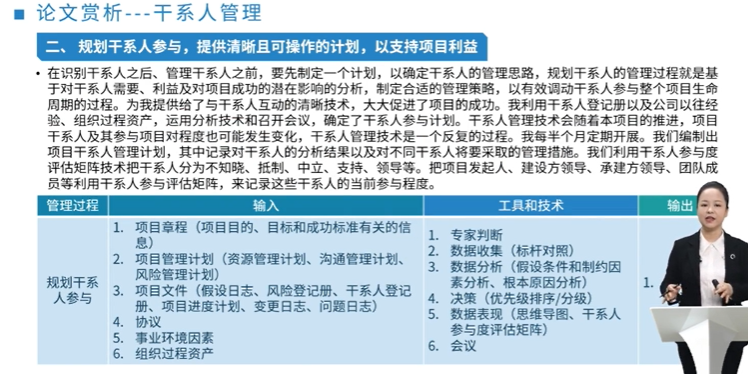 论文赏析---干系人管理
二、 规划干系人参与，提供清晰且可操作的计划，以支持项目利益
• 在识别干系人之后、管理干系人之前，要先制定一个计划，以确定干系人的管理思路，规划干系人的管理过程就是基
于对干系人需要、利益及对项目成功的潜在影响的分析，制定合适的管理策略，以有效调动干系人参与整个项目生命
周期的过程。为我提供给了与干系人互动的清晰技术，大大促进了项目的成功。我利用干系人登记册以及公司以往经
验、组织过程资产，运用分析技术和召开会议，确定了干系人参与计划。干系人管理技术会随着本项目的推进，项目
干系人及其参与项目对程度也可能发生变化，干系人管理技术是一个反复的过程。我每半个月定期开展。我们编制出
项目干系人管理计划，其中记录对干系人的分析结果以及对不同干系人将要采取的管理措施。我们利用干系人参与度
评估矩阵技术把干系人分为不知晓、抵制、中立、支持、领导等。把项目发起人、建设方领导、承建方领导、团队成
员等利用干系人参与评估矩阵，来记录这些干系人的当前参与程度。
管理过程 输入 工具和技术 输出
规划干系
人参与
1. 项目章程（项目目的、目标和成功标准有关的信
息）
2. 项目管理计划（资源管理计划、沟通管理计划、
风险管理计划）
3. 项目文件（假设日志、风险登记册、干系人登记
册、项目进度计划、变更日志、问题日志）
4. 协议
5. 事业环境因素
6. 组织过程资产
1. 专家判断
2. 数据收集（标杆对照）
3. 数据分析（假设条件和制约因
素分析、根本原因分析）
4. 决策（优先级排序/分级）
5. 数据表现（思维导图、干系人
参与度评估矩阵）
6. 会议
1.